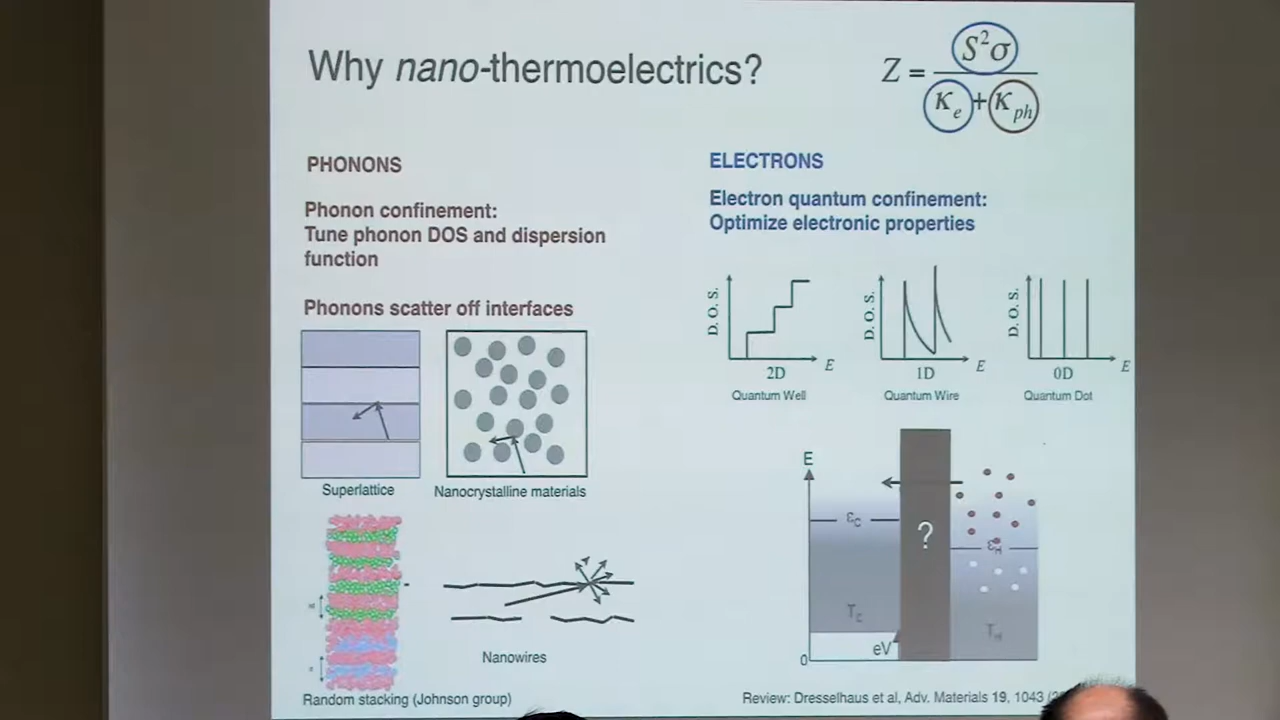 Why nano-thermoelectrics?
Z = S²σ / κe + κph
PHONONS
Phonon confinement:
Tune phonon DOS and dispersion
function
Phonons scatter off interfaces
Superlattice
Nanocrystalline materials
Random stacking (Johnson group)
Nanowires
ELECTRONS
Electron quantum confinement:
Optimize electronic properties
D. O. S.
E
2D
Quantum Well
D. O. S.
E
1D
Quantum Wire
D. O. S.
E
0D
Quantum Dot
E
εC
?
εH
TC
TH
eV
0
Review: Dresselhaus et al, Adv. Materials 19, 1043